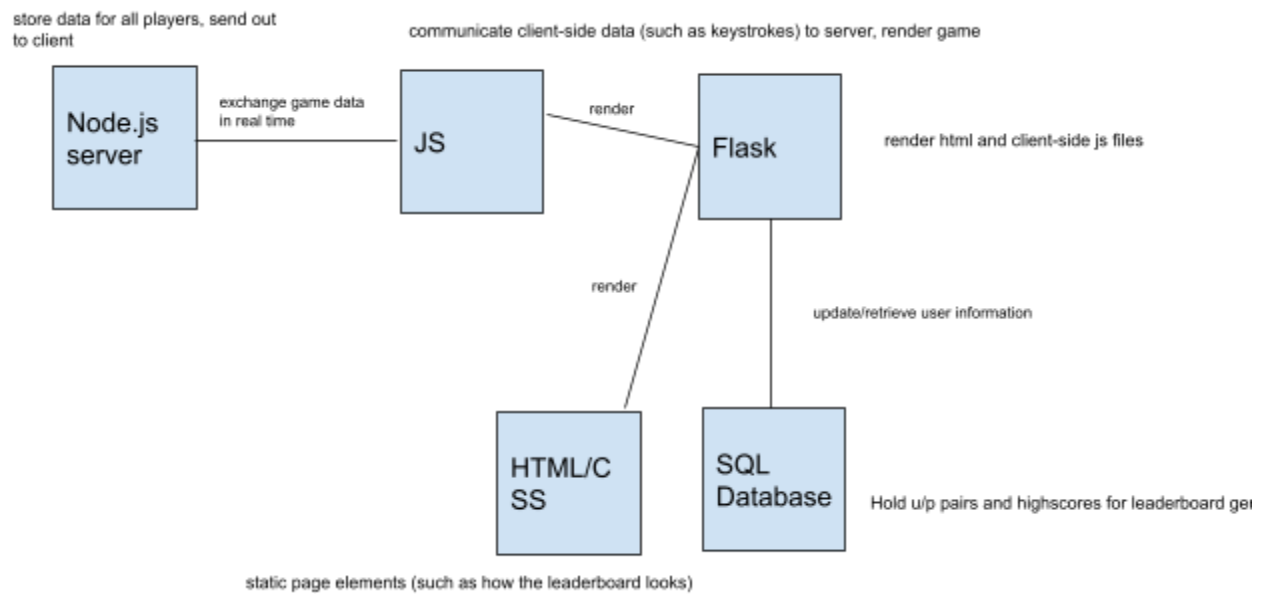 store data for all players, send out
to client
communicate client-side data (such as keystrokes) to server, render game
Node.js
server
exchange game data
in real time
JS
render
Flask
render html and client-side js files
render
update/retrieve user information
HTML/C
SS
SQL
Database
Hold u/p pairs and highscores for leaderboard
static page elements (such as how the leaderboard looks)